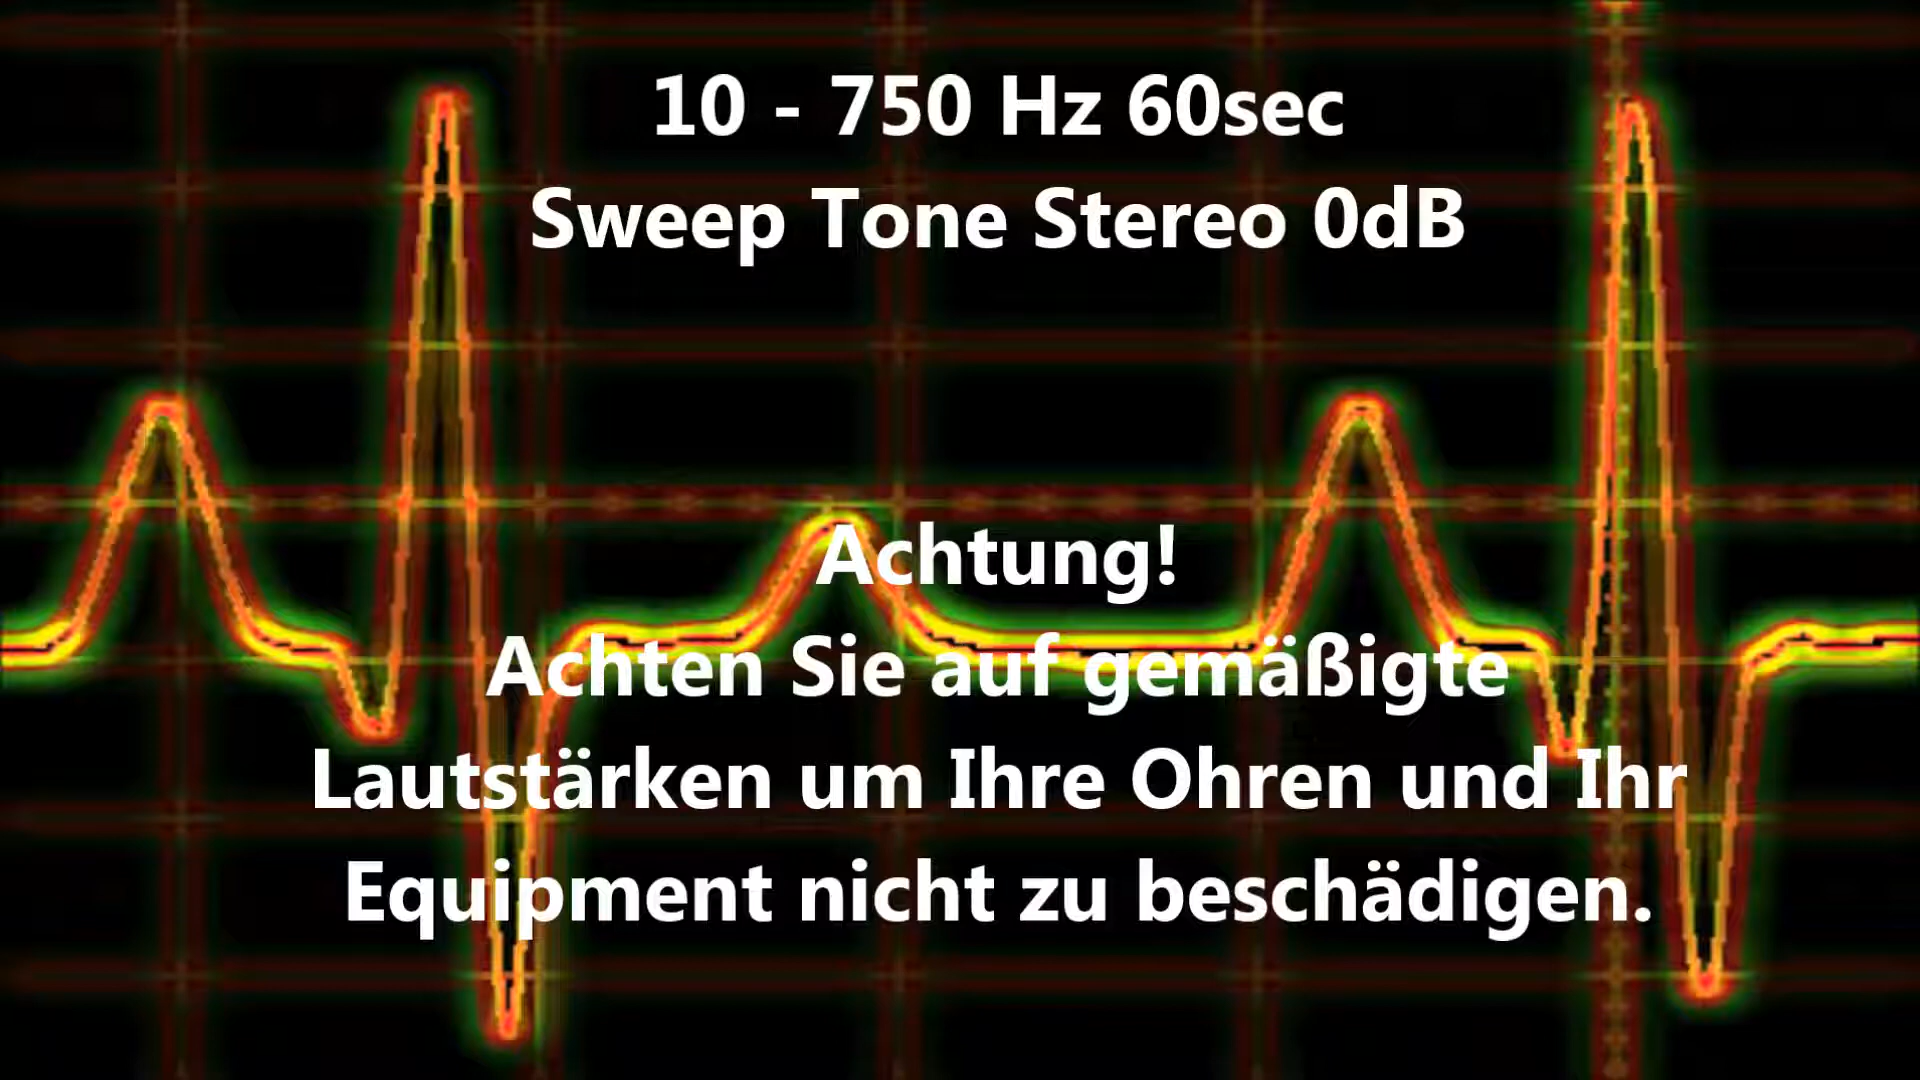 10 - 750 Hz 60sec
Sweep Tone Stereo 0dB
Achtung!
Achten Sie auf gemäßigte
Lautstärken um Ihre Ohren und Ihr
Equipment nicht zu beschädigen.